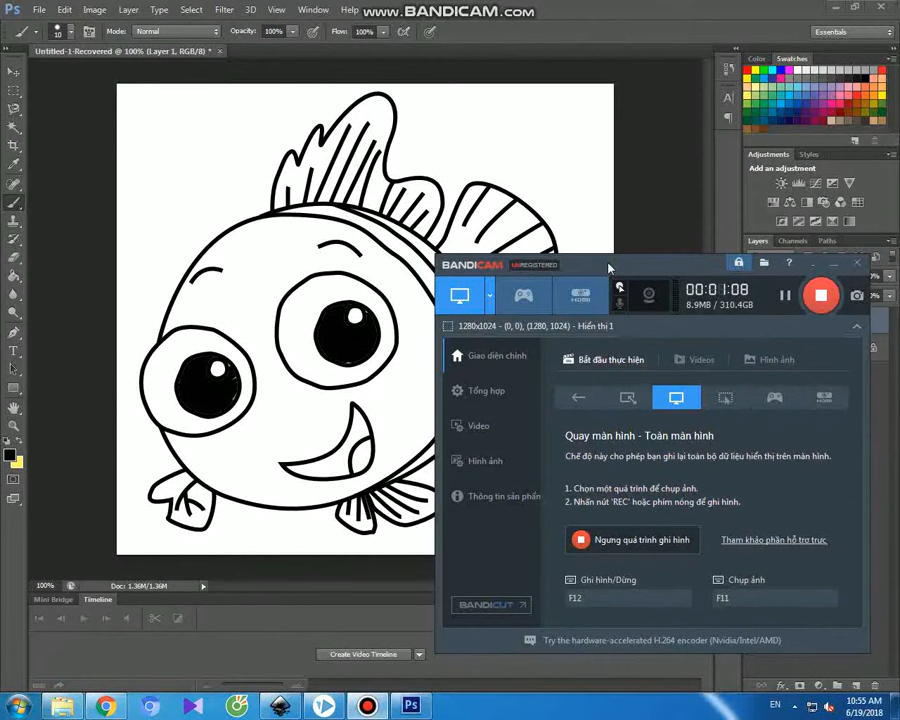 Ps File Edit Image Layer Type Select Filter 3D View Window Help
www.BANDICAM.com
10 Mode: Normal Opacity: 100% Flow: 100% Essentials
Untitled-1-Recovered @ 100% (Layer 1, RGB/8) * ×
Color Swatches
Adjustments Styles
Add an adjustment
Layers Channels Paths
BANDICAM UNREGISTERED
HDMI
00:01:08
8.9MB / 310.4GB
1280x1024 - (0, 0), (1280, 1024) - Hiển thị 1
Giao diện chính
Tổng hợp
Video
Hình ảnh
Thông tin sản phẩn
BANDICUT
Bắt đầu thực hiện Videos Hình ảnh
HDMI
Quay màn hình - Toàn màn hình
Chế độ này cho phép bạn ghi lại toàn bộ dữ liệu hiển thị trên màn hình.
1. Chọn một quá trình để chụp ảnh.
2. Nhấn nút 'REC' hoặc phím nóng để ghi hình.
Ngưng quá trình ghi hình Tham khảo phần hỗ trợ trực
Ghi hình/Dừng Chụp ảnh
F12 F11
Try the hardware-accelerated H.264 encoder (Nvidia/Intel/AMD)
100% Doc: 1.36M/1.36M
Mini Bridge Timeline
Create Video Timeline
Ps
EN
10:55 AM
6/19/2018